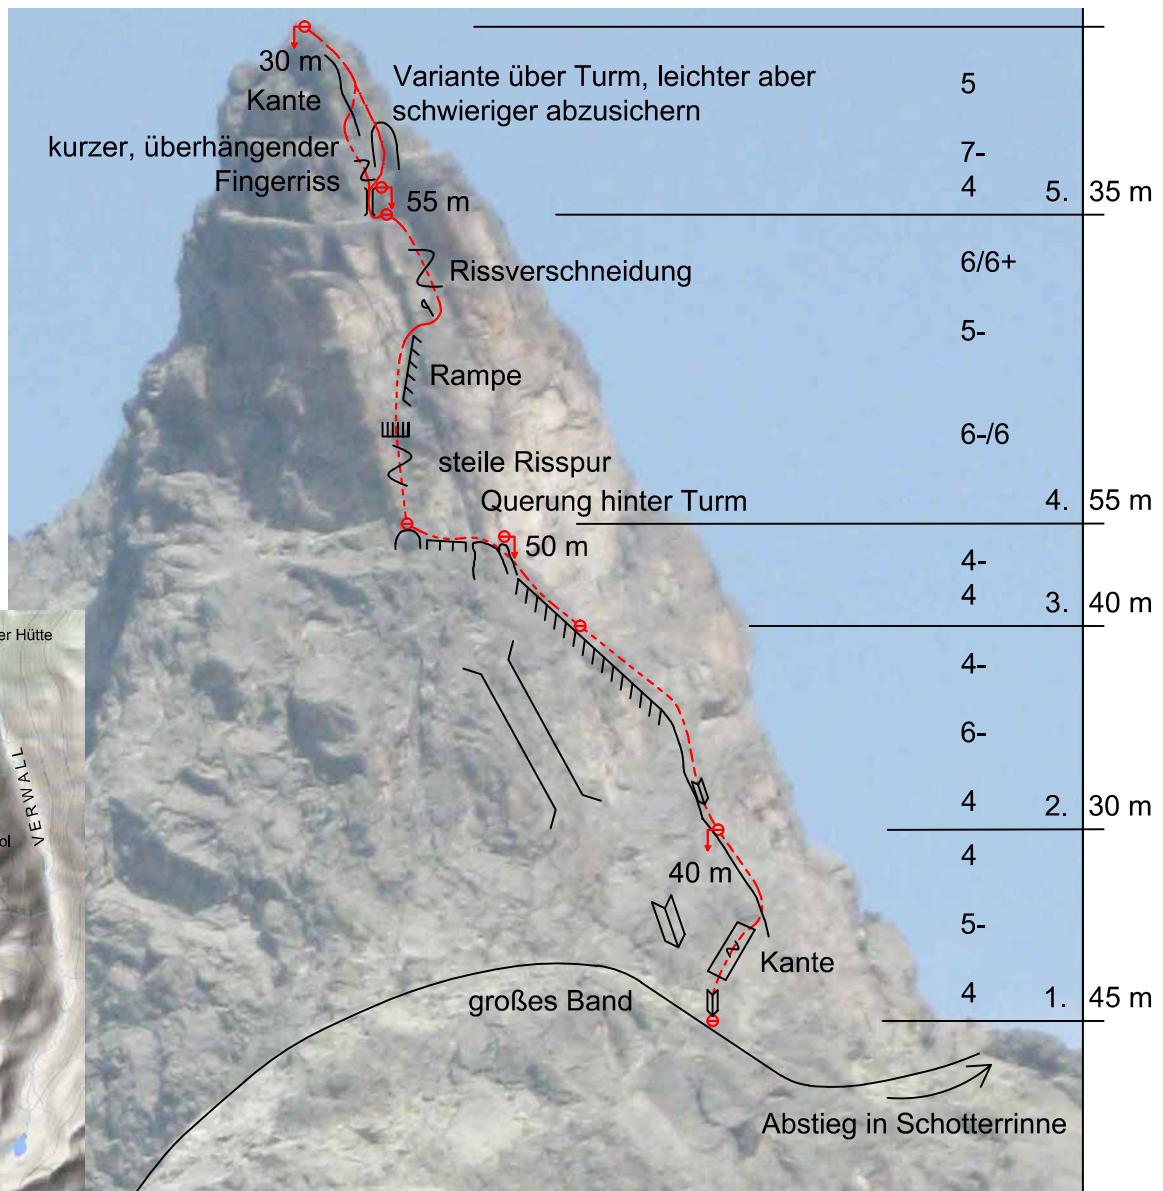 30 m
Kante
Variante über Turm, leichter aber
schwieriger abzusichern
5
kurzer, überhängender
Fingerriss
7-
4
5.
35 m
55 m
Rissverschneidung
6/6+
5-
Rampe
6-/6
steile Risspur
Querung hinter Turm
4.
55 m
50 m
4-
4
3.
40 m
er Hütte
4-
6-
VERWALL
ol
4
2.
30 m
40 m
4
5-
Kante
großes Band
4
1.
45 m
Abstieg in Schotterrinne